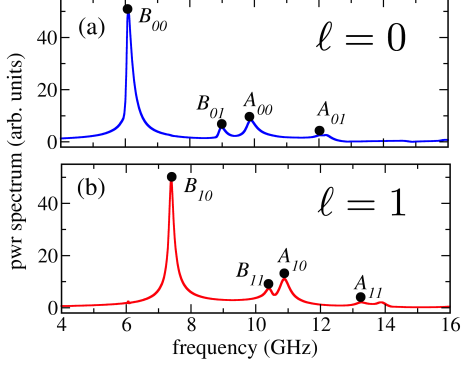 (a)
ℓ = 0
B₀₀
B₀₁
A₀₀
A₀₁
40
20
0
pwr spectrum (arb. units)
(b)
ℓ = 1
B₁₀
B₁₁
A₁₀
A₁₁
40
20
0
4 6 8 10 12 14 16
frequency (GHz)